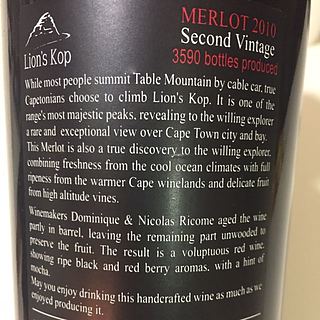 MERLOT 2010
Second Vintage
3590 bottles produced
Lion's Kop
While most people summit Table Mountain by cable car, true
Capetonians choose to climb Lion's Kop. It is one of the
range's most majestic peaks, revealing to the willing explorer
a rare and exceptional view over Cape Town city and bay.
This Merlot is also a true discovery to the willing explorer,
combining freshness from the cool ocean climates with full
ripeness from the warmer Cape winelands and delicate fruit
from high altitude vines.
Winemakers Dominique & Nicolas Ricome aged the wine
partly in barrel, leaving the remaining part unwooded to
preserve the fruit. The result is a voluptuous red wine,
showing ripe black and red berry aromas, with a hint of
mocha.
May you enjoy drinking this handcrafted wine as much as we
enjoyed producing it.